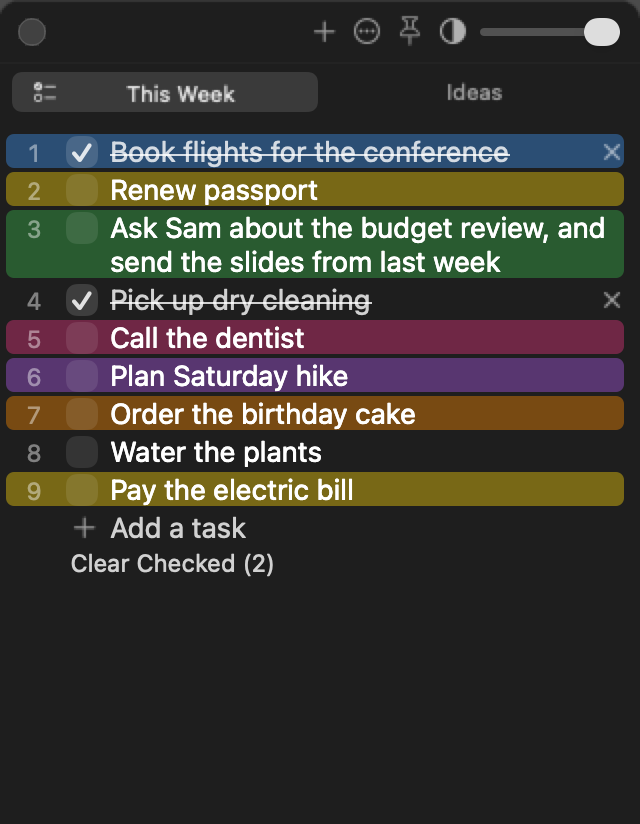 This Week
Ideas
1 Book flights for the conference
2 Renew passport
3 Ask Sam about the budget review, and
send the slides from last week
4 Pick up dry cleaning
5 Call the dentist
6 Plan Saturday hike
7 Order the birthday cake
8 Water the plants
9 Pay the electric bill
+ Add a task
Clear Checked (2)